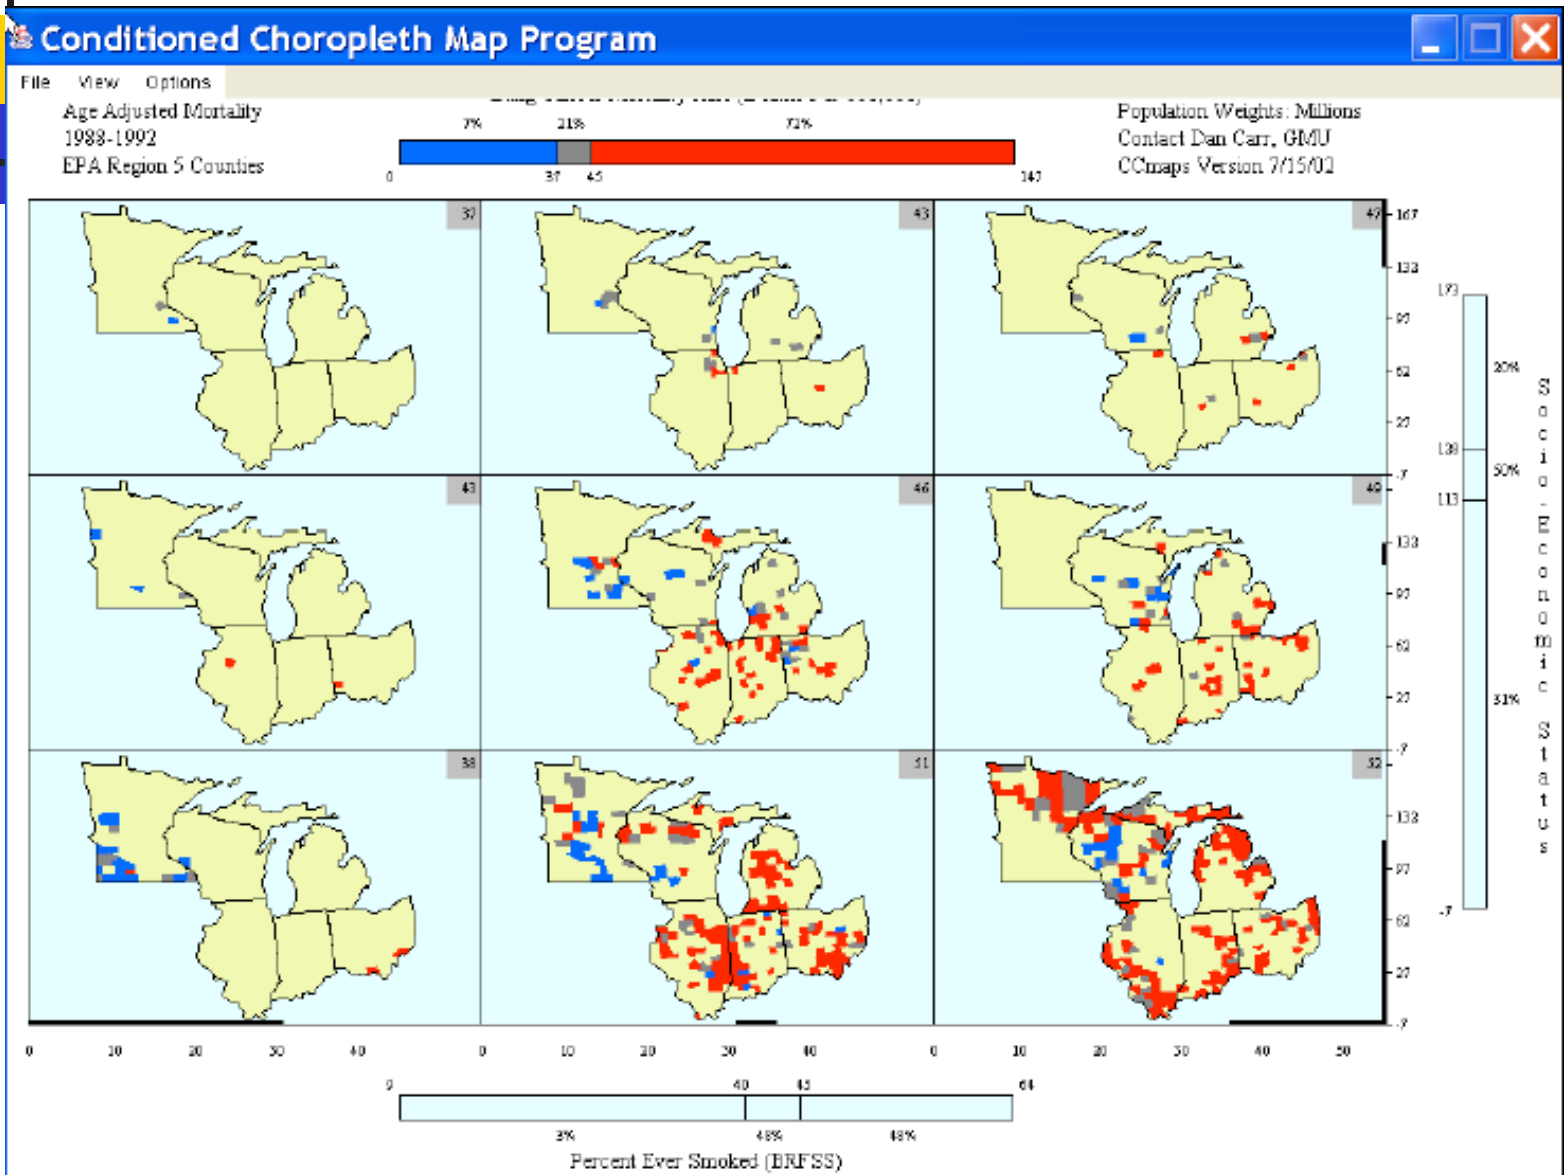 Conditioned Choropleth Map Program
File View Options
Age Adjusted Mortality
1988-1992
EPA Region 5 Counties
7% 21% 72%
0 37 45 147
Population Weights: Millions
Contact Dan Carr, GMU
CCmaps Version 7/15/02
37 43 47
167
133
97
62
27
-7
43 46 49
133
97
62
27
-7
38 51 52
133
97
62
27
-7
0 10 20 30 40 0 10 20 30 40 0 10 20 30 40 50
173
20%
50%
113
31%
-7
Socio-Economic Status
9 40 45 64
3% 48% 48%
Percent Ever Smoked (BRFSS)